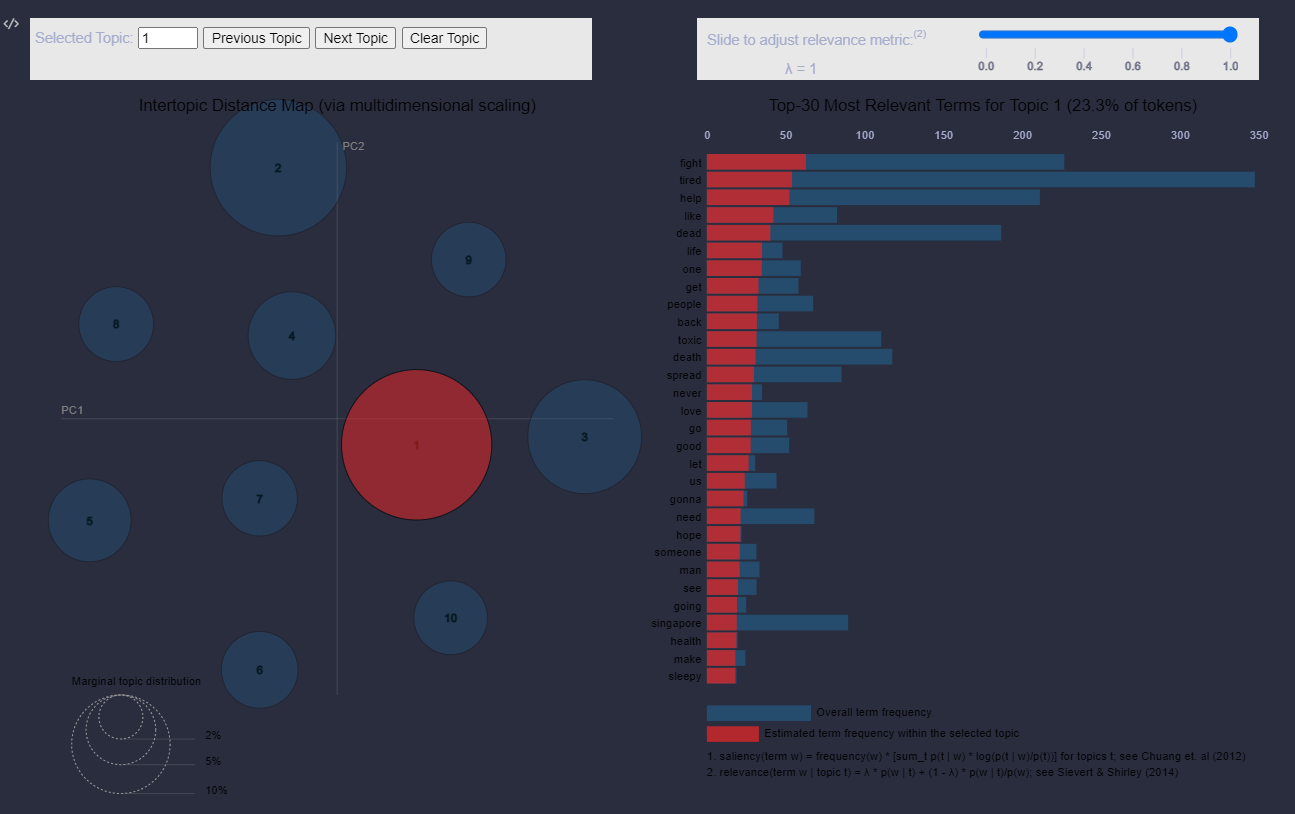 </>
Selected Topic: 1 Previous Topic Next Topic Clear Topic
Slide to adjust relevance metric.(2)
λ = 1
0.0 0.2 0.4 0.6 0.8 1.0
Intertopic Distance Map (via multidimensional scaling)
PC2
PC1
2
9
8
4
1
3
7
5
10
6
Marginal topic distribution
2%
5%
10%
Top-30 Most Relevant Terms for Topic 1 (23.3% of tokens)
0 50 100 150 200 250 300 350
fight
tired
help
like
dead
life
one
get
people
back
toxic
death
spread
never
love
go
good
let
us
gonna
need
hope
someone
man
see
going
singapore
health
make
sleepy
Overall term frequency
Estimated term frequency within the selected topic
1. saliency(term w) = frequency(w) * [sum_t p(t | w) * log(p(t | w)/p(t))] for topics t; see Chuang et. al (2012)
2. relevance(term w | topic t) = λ * p(w | t) + (1 - λ) * p(w | t)/p(w); see Sievert & Shirley (2014)